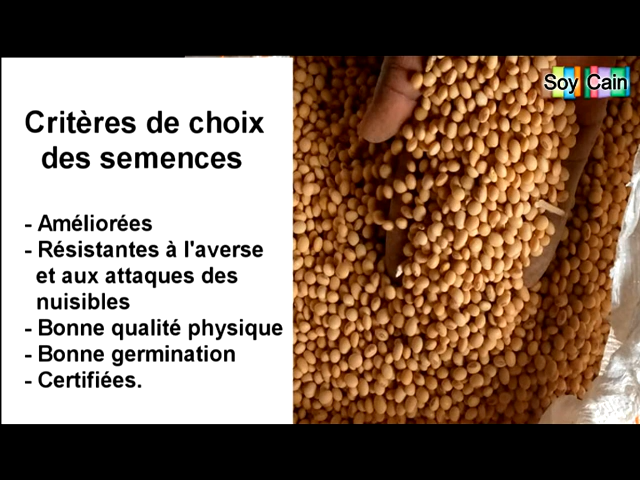 Soy Cain
Critères de choix
des semences
- Améliorées
- Résistantes à l'averse
et aux attaques des
nuisibles
- Bonne qualité physique
- Bonne germination
- Certifiées.